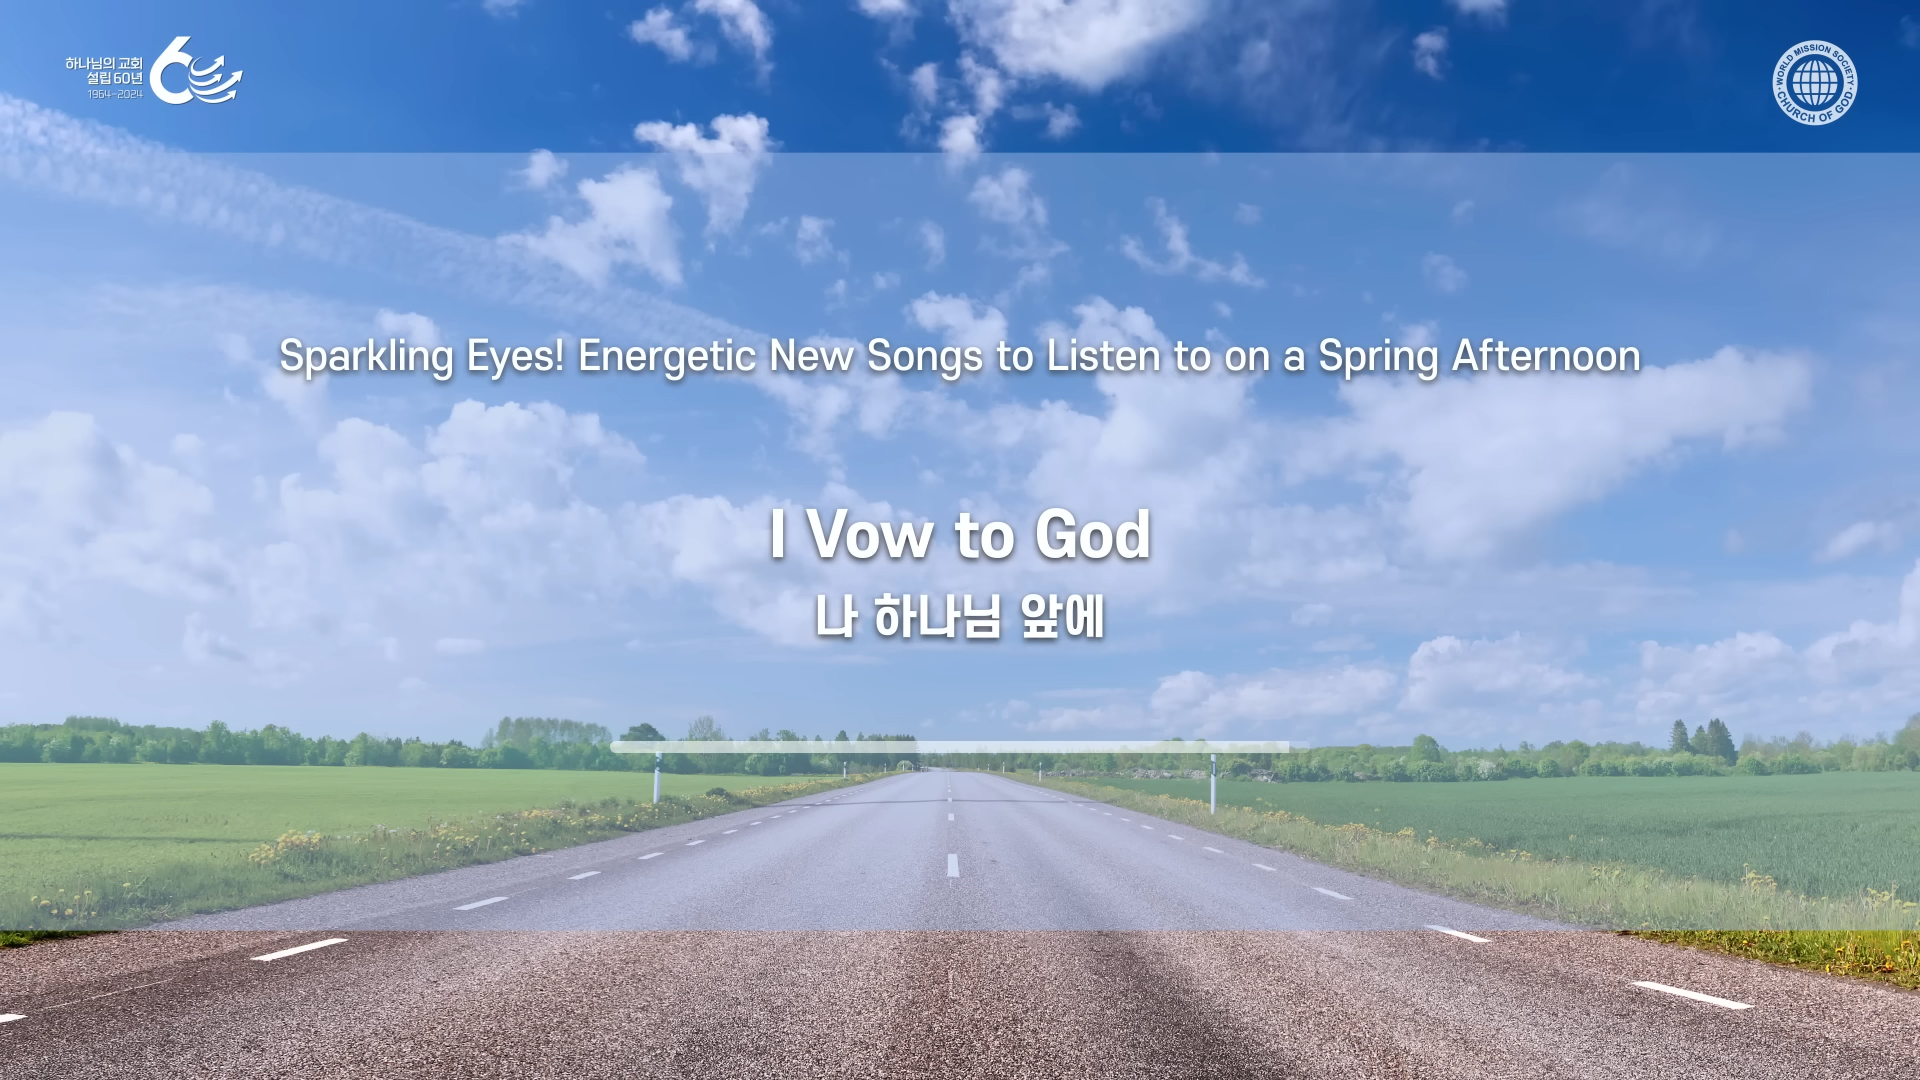 하나님의 교회
설립 60년
1964-2024
60
WORLD MISSION SOCIETY
CHURCH OF GOD
Sparkling Eyes! Energetic New Songs to Listen to on a Spring Afternoon
I Vow to God
나 하나님 앞에